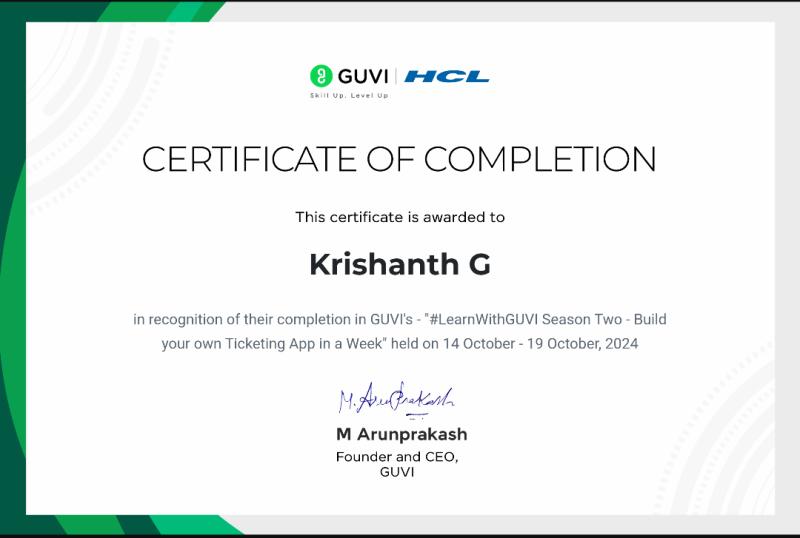 GUVI | HCL
Skill Up. Level Up
CERTIFICATE OF COMPLETION
This certificate is awarded to
Krishanth G
in recognition of their completion in GUVI's - "#LearnWithGUVI Season Two - Build
your own Ticketing App in a Week" held on 14 October - 19 October, 2024
M. ArunPrakash
M Arunprakash
Founder and CEO,
GUVI